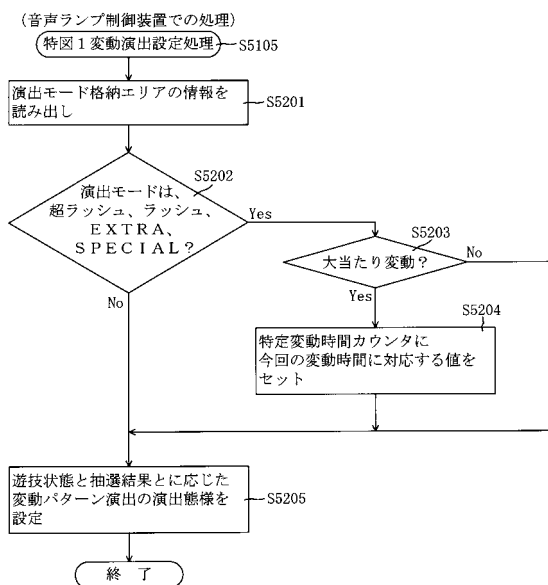 （音声ランプ制御装置での処理）
特図１変動演出設定処理
S5105
演出モード格納エリアの情報を
読み出し
S5201
S5202
演出モードは、
超ラッシュ、ラッシュ、
ＥＸＴＲＡ、
ＳＰＥＣＩＡＬ？
Yes
No
S5203
大当たり変動？
No
Yes
S5204
特定変動時間カウンタに
今回の変動時間に対応する値を
セット
遊技状態と抽選結果とに応じた
変動パターン演出の演出態様を
設定
S5205
終　了